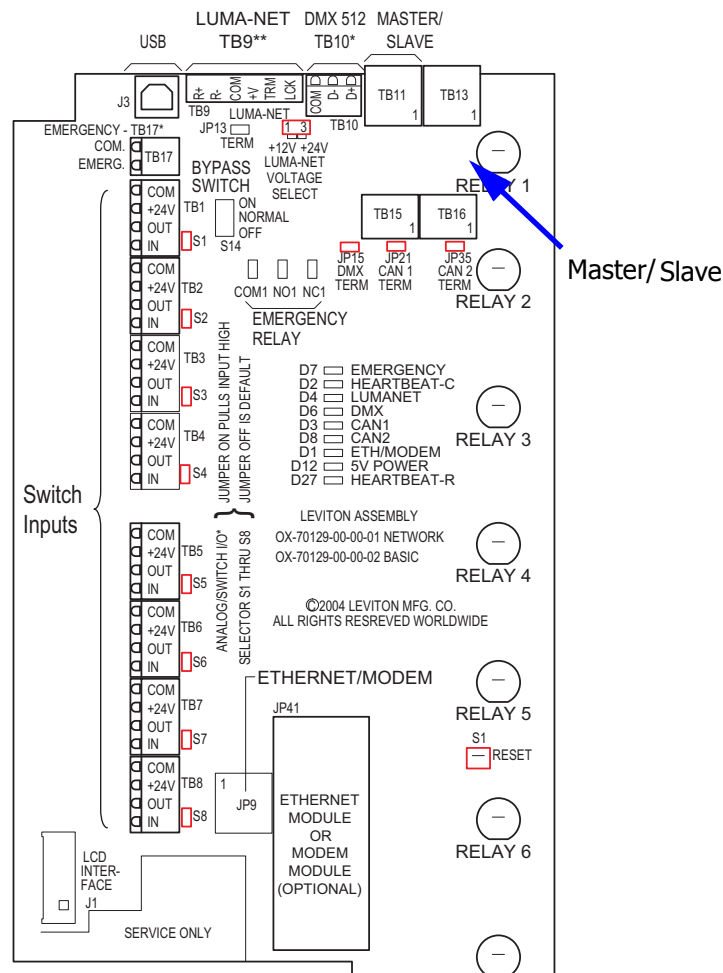 LUMA-NET
DMX 512
MASTER/
USB
TB9**
TB10*
SLAVE
R+
R-
COM
+V
TRM
LCK
COM
D-
D+
TB11
1
TB13
1
J3
TB9
TB10
LUMA-NET
JP13
TERM
1 3
+12V +24V
LUMA-NET
VOLTAGE
SELECT
EMERGENCY - TB17*
COM.
EMERG.
TB17
BYPASS
SWITCH
ON
NORMAL
OFF
S14
RELAY 1
Master/ Slave
TB15
1
TB16
1
JP15
DMX
TERM
JP21
CAN 1
TERM
JP35
CAN 2
TERM
RELAY 2
COM
+24V
OUT
IN
TB1
S1
COM
+24V
OUT
IN
TB2
S2
COM
+24V
OUT
IN
TB3
S3
COM
+24V
OUT
IN
TB4
S4
COM1 NO1 NC1
EMERGENCY
RELAY
JUMPER ON PULLS INPUT HIGH
JUMPER OFF IS DEFAULT
D7 EMERGENCY
D2 HEARTBEAT-C
D4 LUMANET
D6 DMX
D3 CAN1
D8 CAN2
D1 ETH/MODEM
D12 5V POWER
D27 HEARTBEAT-R
RELAY 3
Switch
Inputs
LEVITON ASSEMBLY
OX-70129-00-00-01 NETWORK
OX-70129-00-00-02 BASIC
©2004 LEVITON MFG. CO.
ALL RIGHTS RESREVED WORLDWIDE
RELAY 4
COM
+24V
OUT
IN
TB5
S5
COM
+24V
OUT
IN
TB6
S6
COM
+24V
OUT
IN
TB7
S7
COM
+24V
OUT
IN
TB8
S8
ANALOG/SWITCH I/O*
SELECTOR S1 THRU S8
ETHERNET/MODEM
JP41
RELAY 5
S1
RESET
1
JP9
ETHERNET
MODULE
OR
MODEM
MODULE
(OPTIONAL)
RELAY 6
LCD
INTER-
FACE
J1
SERVICE ONLY